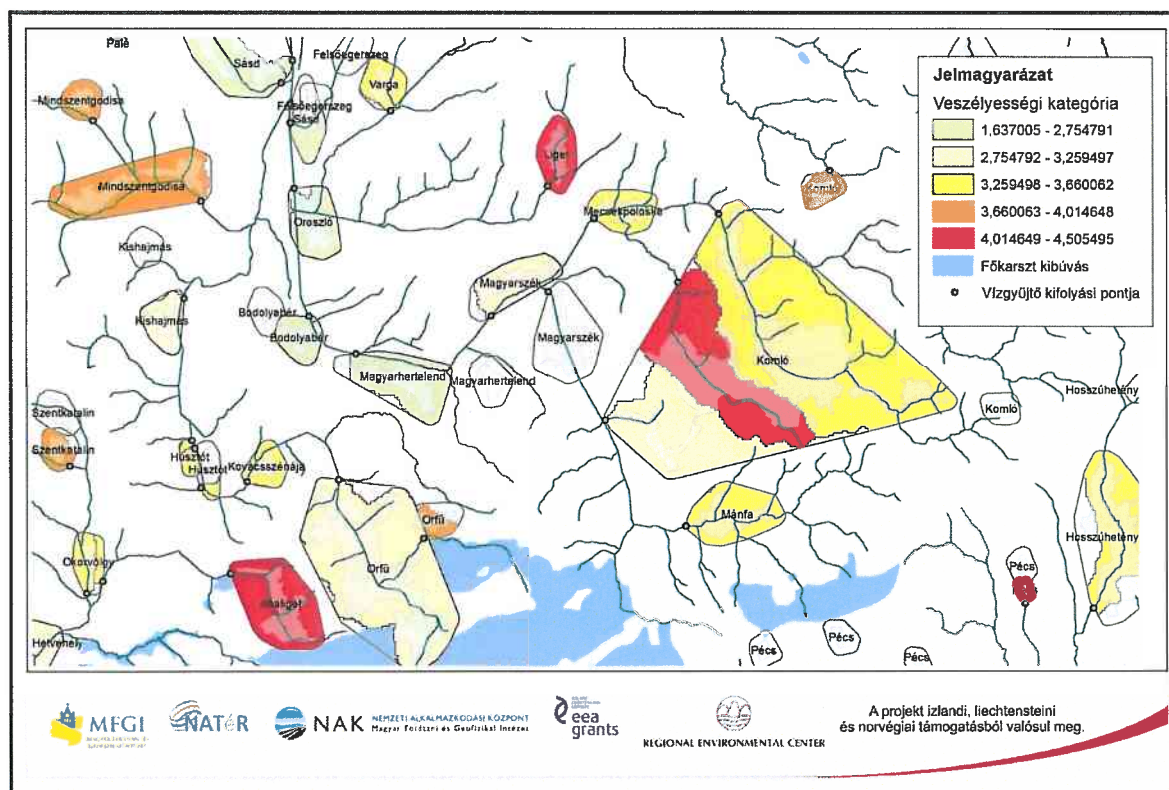 Palé
Sásd
Felsőegerszeg
Varga
Mindszentgodisa
Felsőegerszeg
Sásd
Liget
Komló
Mindszentgodisa
Mecsekpölöske
Oroszló
Kishajmás
Magyarszék
Bodolyabér
Kishajmás
Bodolyabér
Magyarszék
Komló
Magyarhertelend
Magyarhertelend
Hosszúhetény
Komló
Szentkatalin
Szentkatalin
Husztót
Husztót
Kovácsszénája
Orfű
Mánfa
Hosszúhetény
Okorvölgy
Orfű
Pécs
Hetvehely
Pécs
Pécs
Pécs
Jelmagyarázat
Veszélyességi kategória
1,637005 - 2,754791
2,754792 - 3,259497
3,259498 - 3,660062
3,660063 - 4,014648
4,014649 - 4,505495
Főkarszt kibúvás
Vízgyűjtő kifolyási pontja
MFGI
NATéR
NAK
NEMZETI ALKALMAZKODÁSI KÖZPONT
Magyar Földtani és Geofizikai Intézet
eea
grants
REGIONAL ENVIRONMENTAL CENTER
A projekt izlandi, liechtensteini
és norvégiai támogatásból valósul meg.